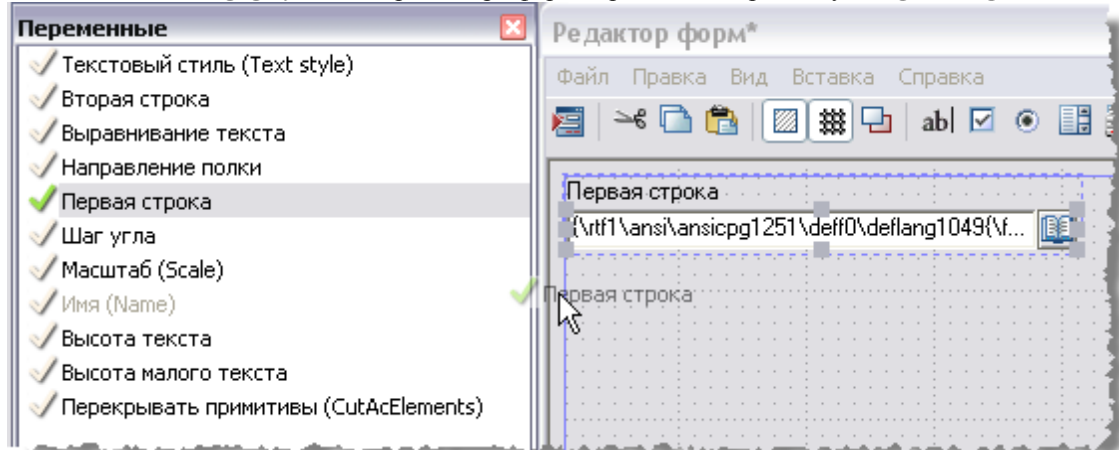 Переменные
Текстовый стиль (Text style)
Вторая строка
Выравнивание текста
Направление полки
Первая строка
Шаг угла
Масштаб (Scale)
Имя (Name)
Высота текста
Высота малого текста
Перекрывать примитивы (CutAcElements)
Редактор форм*
Файл Правка Вид Вставка Справка
ab|
Первая строка
{\rtf1\ansi\ansicpg1251\deff0\deflang1049{\f...
Первая строка